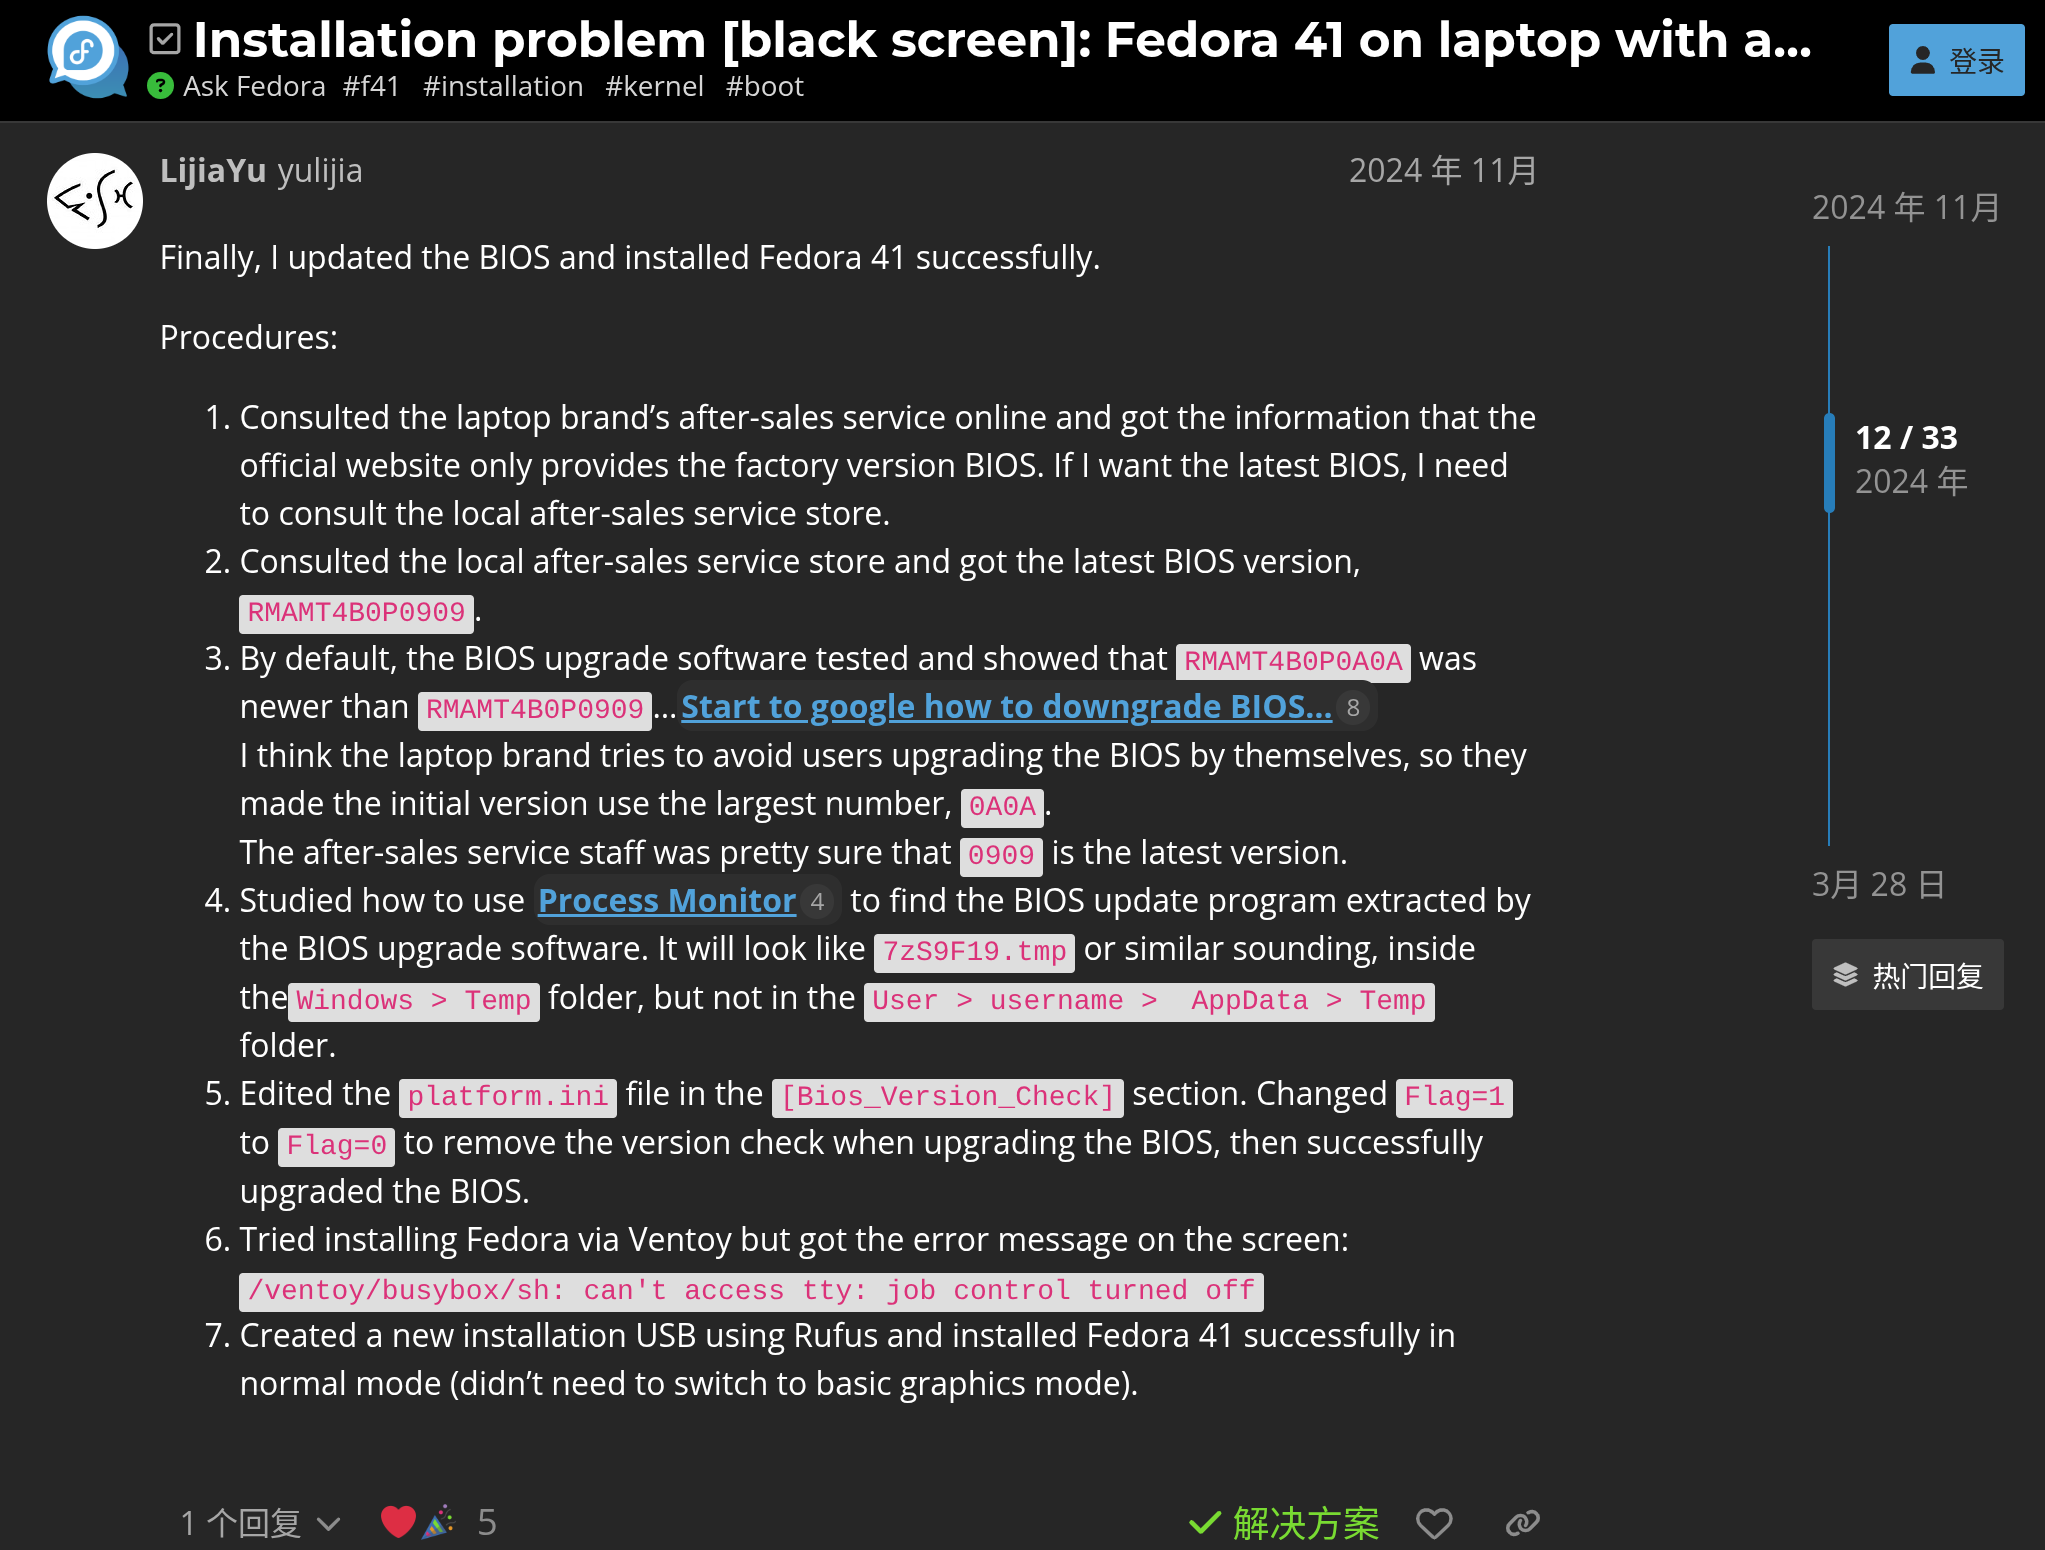 Installation problem [black screen]: Fedora 41 on laptop with a...
Ask Fedora #f41 #installation #kernel #boot
登录
LijiaYu yulijia
2024 年 11月
Finally, I updated the BIOS and installed Fedora 41 successfully.
Procedures:
1. Consulted the laptop brand’s after-sales service online and got the information that the
official website only provides the factory version BIOS. If I want the latest BIOS, I need
to consult the local after-sales service store.
2. Consulted the local after-sales service store and got the latest BIOS version,
RMAMT4B0P0909.
3. By default, the BIOS upgrade software tested and showed that RMAMT4B0P0A0A was
newer than RMAMT4B0P0909...Start to google how to downgrade BIOS... 8
I think the laptop brand tries to avoid users upgrading the BIOS by themselves, so they
made the initial version use the largest number, 0A0A.
The after-sales service staff was pretty sure that 0909 is the latest version.
4. Studied how to use Process Monitor 4 to find the BIOS update program extracted by
the BIOS upgrade software. It will look like 7zS9F19.tmp or similar sounding, inside
the Windows > Temp folder, but not in the User > username >  AppData > Temp
folder.
5. Edited the platform.ini file in the [Bios_Version_Check] section. Changed Flag=1
to Flag=0 to remove the version check when upgrading the BIOS, then successfully
upgraded the BIOS.
6. Tried installing Fedora via Ventoy but got the error message on the screen:
/ventoy/busybox/sh: can't access tty: job control turned off
7. Created a new installation USB using Rufus and installed Fedora 41 successfully in
normal mode (didn’t need to switch to basic graphics mode).
1 个回复
5
解决方案
2024 年 11月
12 / 33
2024 年
3月 28 日
热门回复